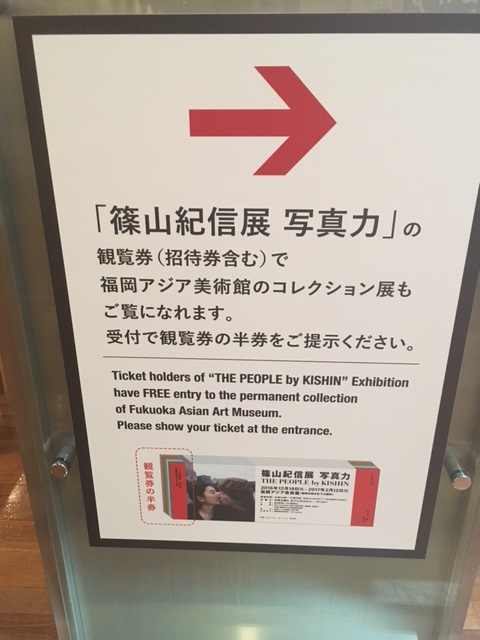 「篠山紀信展 写真力」の
観覧券（招待券含む）で
福岡アジア美術館のコレクション展も
ご覧になれます。
受付で観覧券の半券をご提示ください。
Ticket holders of “THE PEOPLE by KISHIN” Exhibition
have FREE entry to the permanent collection
of Fukuoka Asian Art Museum.
Please show your ticket at the entrance.
観覧券の半券
篠山紀信展 写真力
THE PEOPLE by KISHIN
福岡アジア美術館